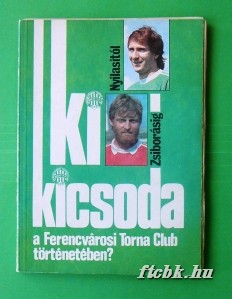 Nyilasitól
ki
Zsiborásig
kicsoda
a Ferencvárosi Torna Club
történetében?
ftcbk.hu